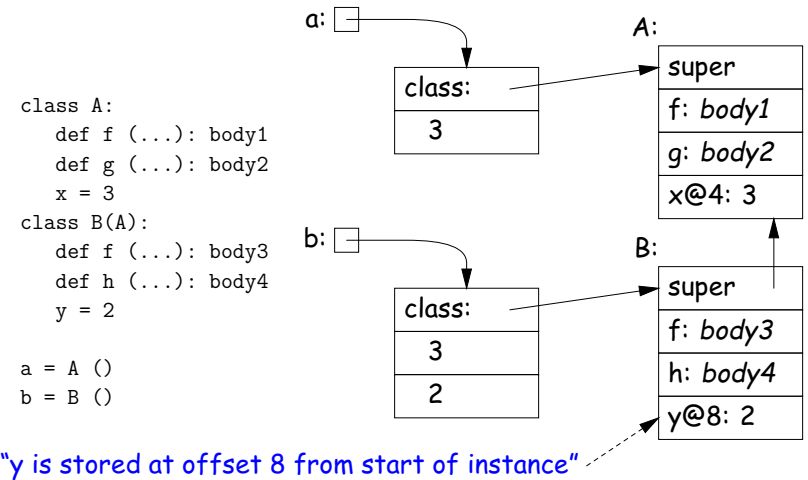 class A:
def f (...): body1
def g (...): body2
x = 3
class B(A):
def f (...): body3
def h (...): body4
y = 2
a = A ()
b = B ()
a:
class:
3
A:
super
f: body1
g: body2
x@4: 3
b:
class:
3
2
B:
super
f: body3
h: body4
y@8: 2
“y is stored at offset 8 from start of instance”